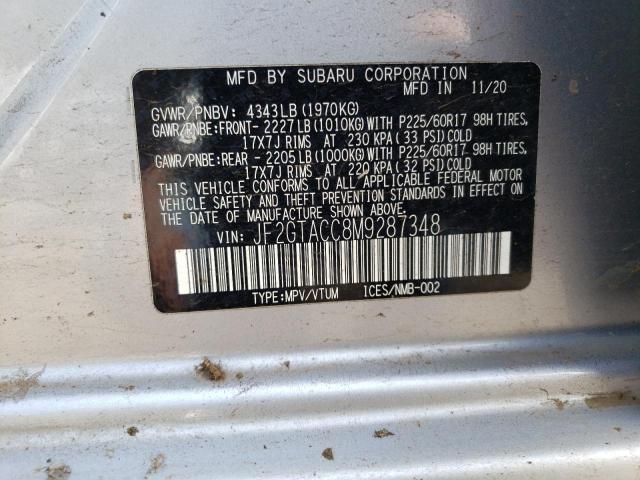 MFD BY SUBARU CORPORATION
MFD IN 11/20
GVWR/PNBV: 4343LB (1970KG)
GAWR/PNBE:FRONT- 2227LB (1010KG) WITH P225/60R17 98H TIRES,
17X7J RIMS AT 230 KPA ( 33 PSI) COLD
GAWR/PNBE:REAR - 2205LB (1000KG) WITH P225/60R17 98H TIRES,
17X7J RIMS AT 220 KPA ( 32 PSI) COLD
THIS VEHICLE CONFORMS TO ALL APPLICABLE FEDERAL MOTOR
VEHICLE SAFETY AND THEFT PREVENTION STANDARDS IN EFFECT ON
THE DATE OF MANUFACTURE SHOWN ABOVE.
VIN: JF2GTACC8M9287348
TYPE:MPV/VTUM 1CES/NMB-002